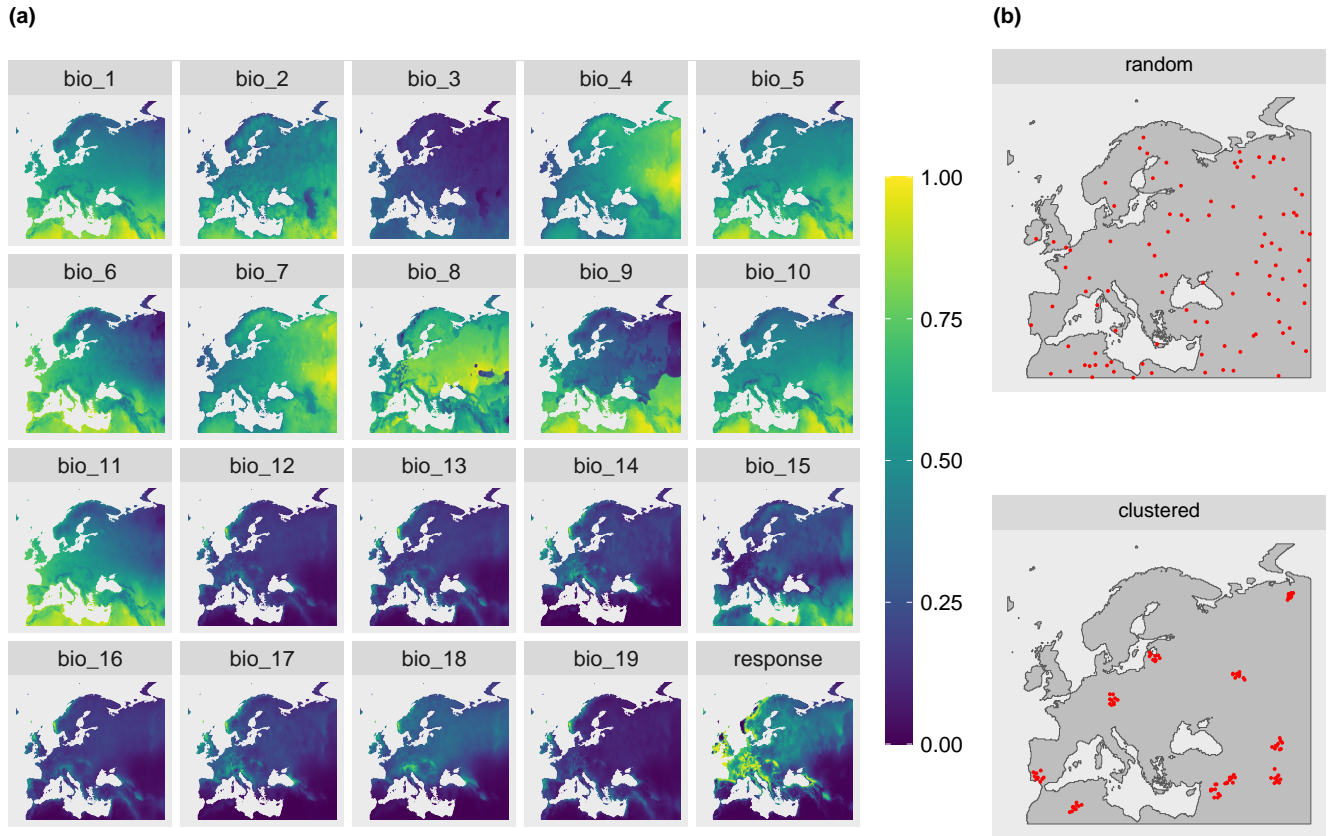 (a)
bio_1 bio_2 bio_3 bio_4 bio_5
bio_6 bio_7 bio_8 bio_9 bio_10
bio_11 bio_12 bio_13 bio_14 bio_15
bio_16 bio_17 bio_18 bio_19 response
1.00
0.75
0.50
0.25
0.00
(b)
random
clustered